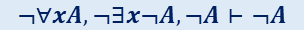 ¬∀xA, ¬∃x¬A, ¬A ⊢ ¬A